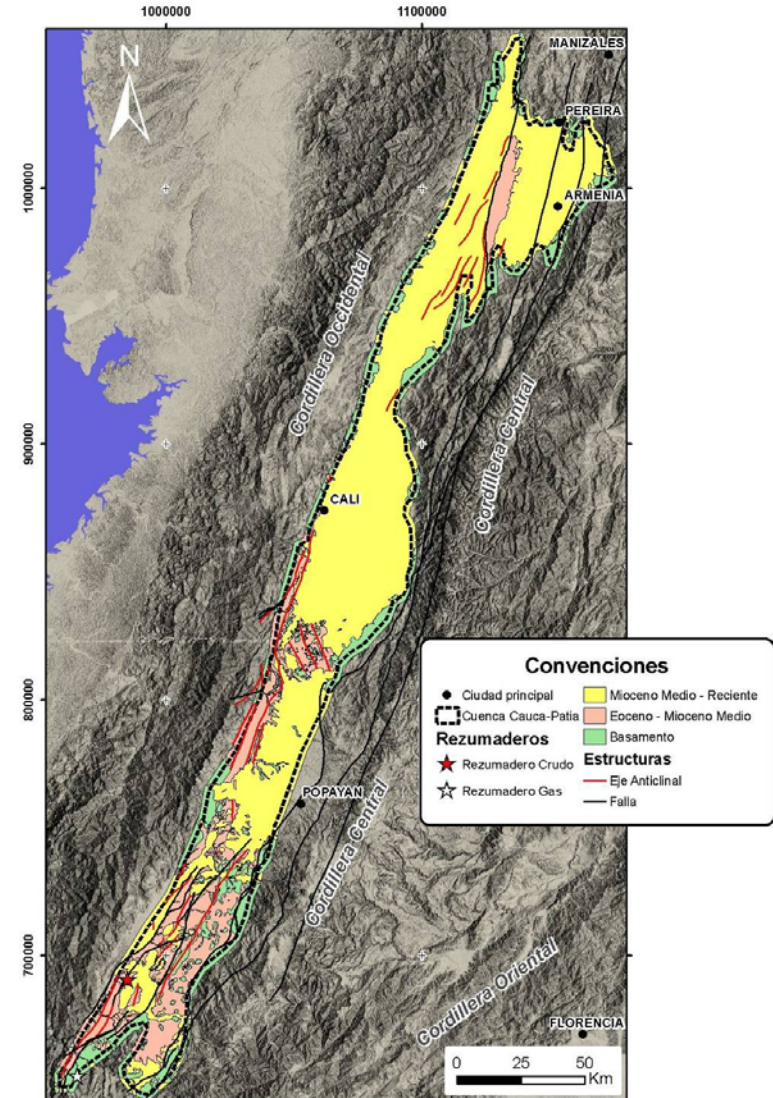 1000000
1100000
N
MANIZALES
PEREIRA
1000000
ARMENIA
Cordillera Occidental
Cordillera Central
900000
CALI
Convenciones
Ciudad principal
Cuenca Cauca-Patia
Rezumaderos
Rezumadero Crudo
Rezumadero Gas
Mioceno Medio - Reciente
Eoceno - Mioceno Medio
Basamento
Estructuras
Eje Anticlinal
Falla
800000
POPAYAN
Cordillera Central
700000
Cordillera Oriental
FLORENCIA
0 25 50
Km